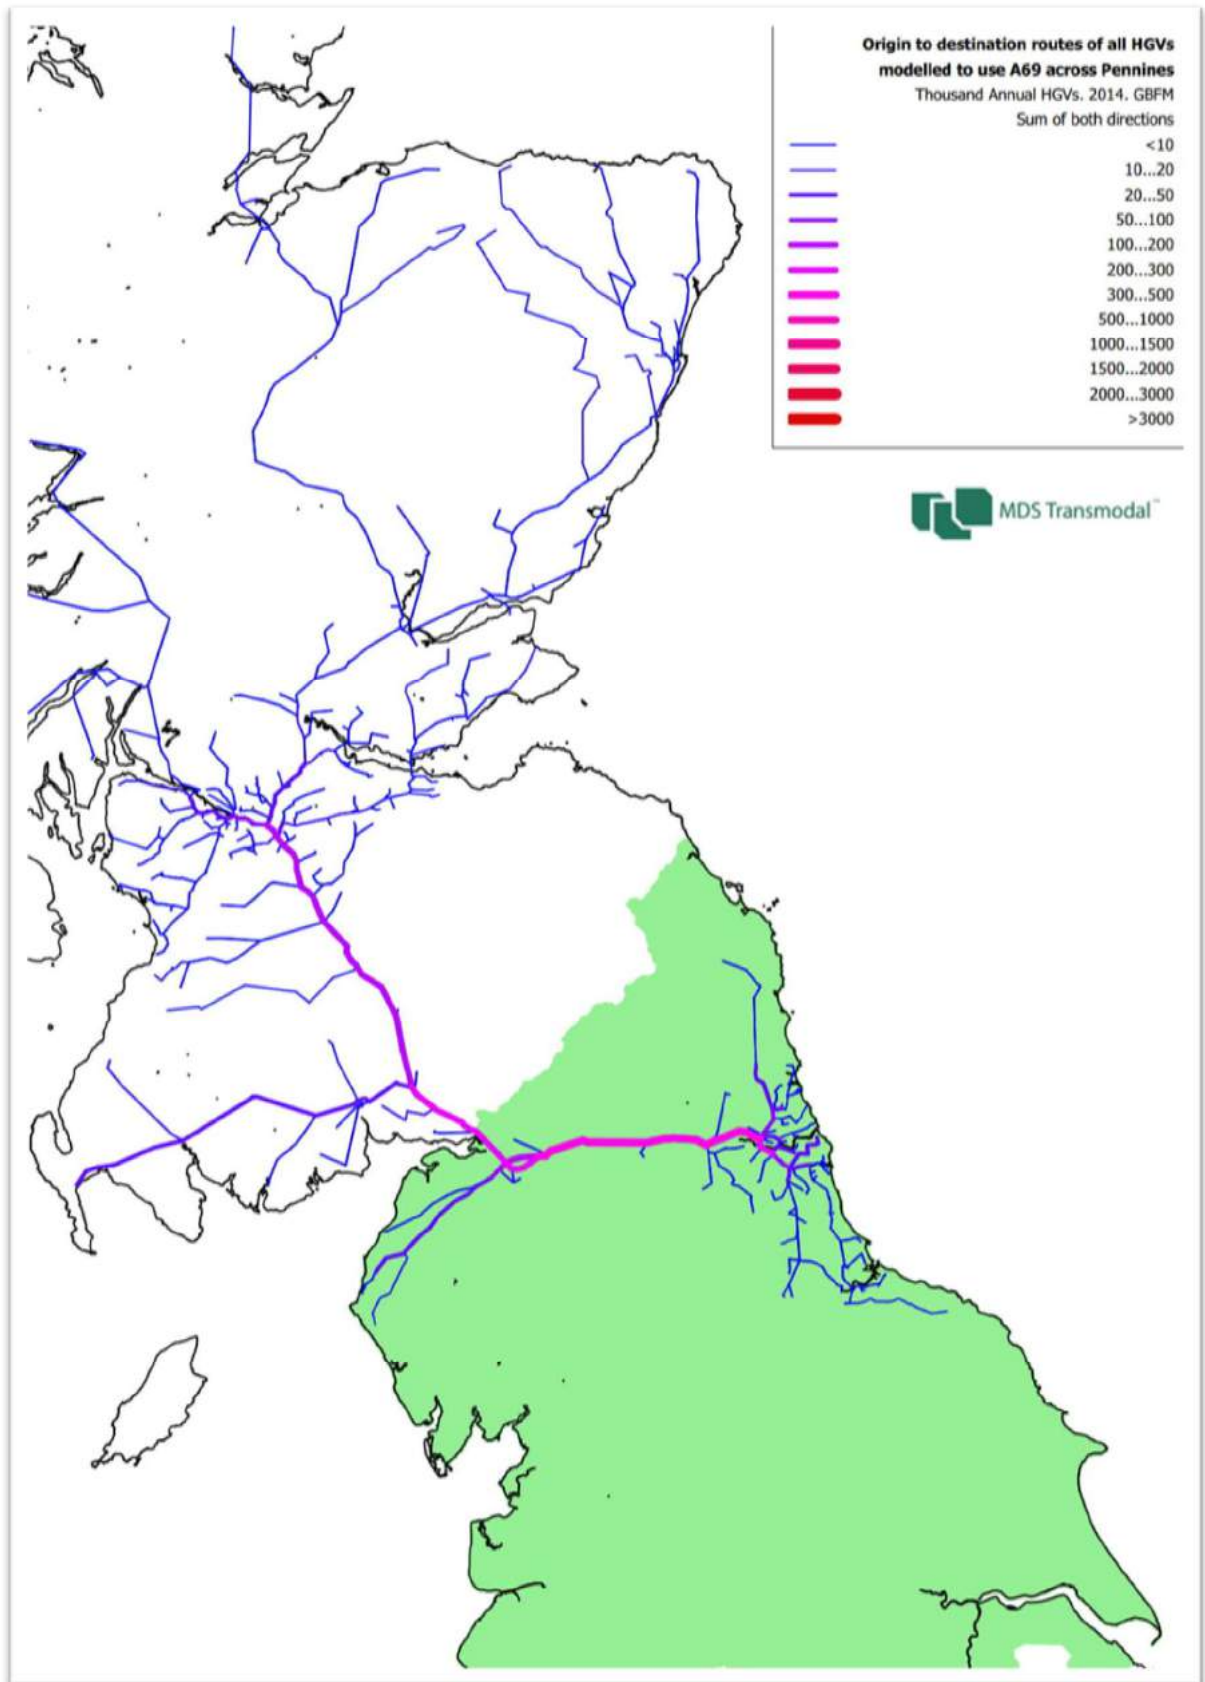 Origin to destination routes of all HGVs
modelled to use A69 across Pennines
Thousand Annual HGVs. 2014. GBFM
Sum of both directions
<10
10...20
20...50
50...100
100...200
200...300
300...500
500...1000
1000...1500
1500...2000
2000...3000
>3000
MDS Transmodal™